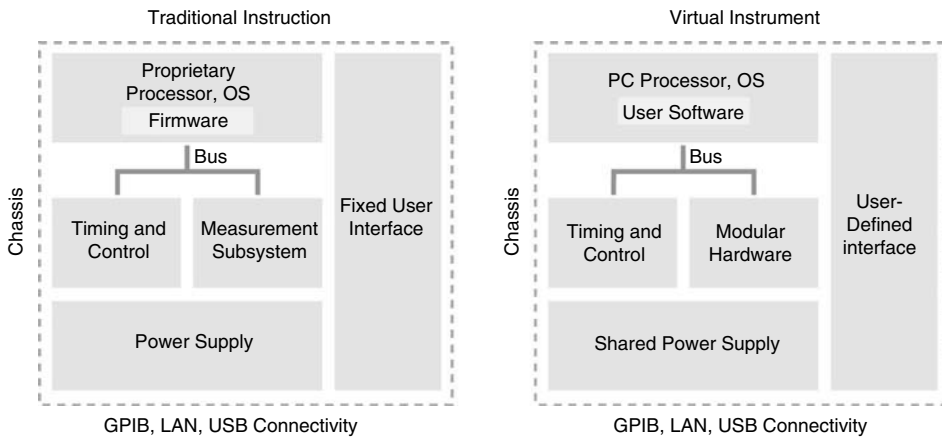 Traditional Instruction
Chassis
Proprietary
Processor, OS
Firmware
Bus
Timing and
Control
Measurement
Subsystem
Fixed User
Interface
Power Supply
GPIB, LAN, USB Connectivity
Virtual Instrument
Chassis
PC Processor, OS
User Software
Bus
Timing and
Control
Modular
Hardware
User-
Defined
interface
Shared Power Supply
GPIB, LAN, USB Connectivity